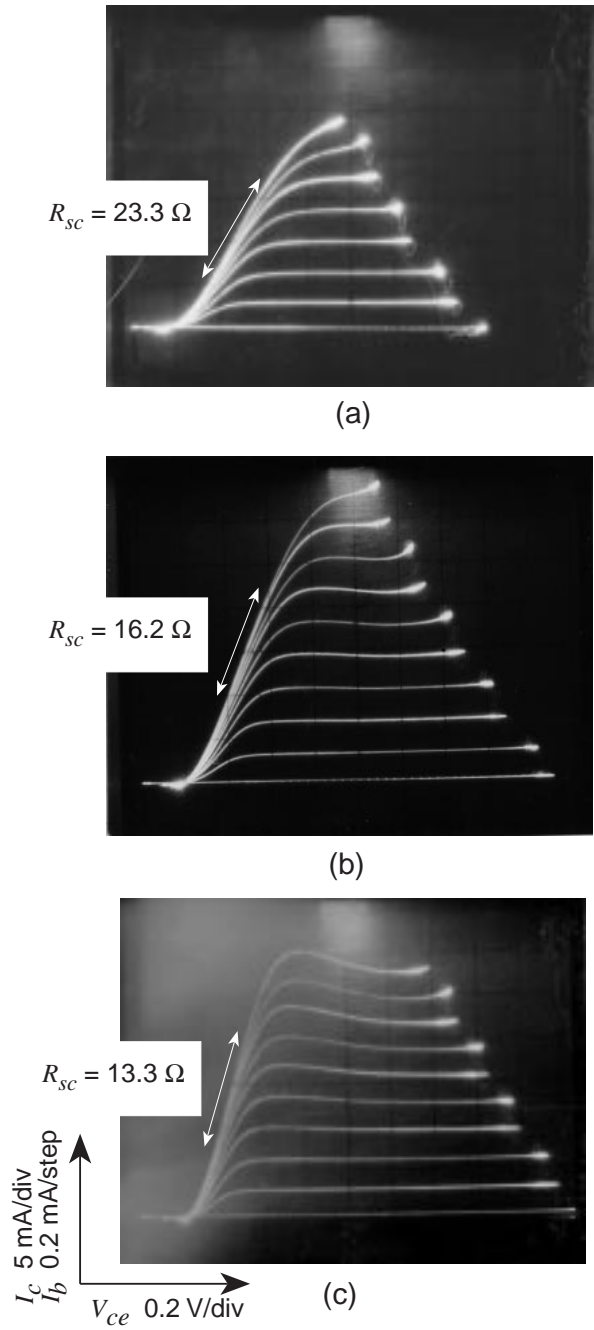 R_sc = 23.3 Ω
(a)
R_sc = 16.2 Ω
(b)
R_sc = 13.3 Ω
I_c 5 mA/div
I_b 0.2 mA/step
V_ce 0.2 V/div
(c)